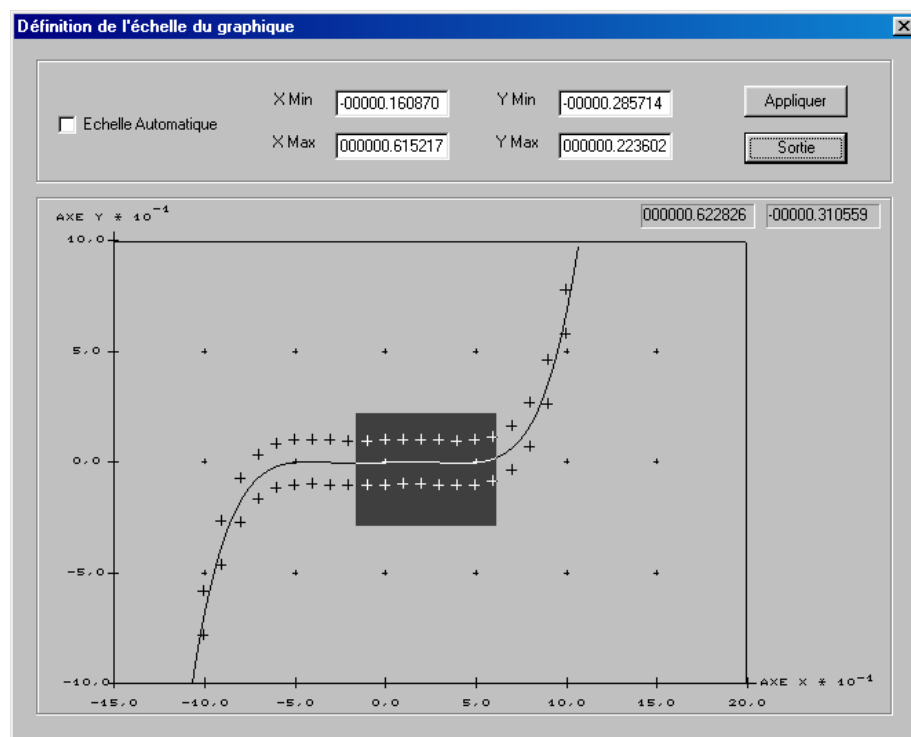 Définition de l'échelle du graphique
X Min -00000.160870 Y Min -00000.285714 Appliquer
Echelle Automatique
X Max 000000.615217 Y Max 000000.223602 Sortie
AXE Y * 10-1 000000.622826 -00000.310559
10,0
5,0
0,0
-5,0
-10,0
AXE X * 10-1
-15,0 -10,0 -5,0 0,0 5,0 10,0 15,0 20,0